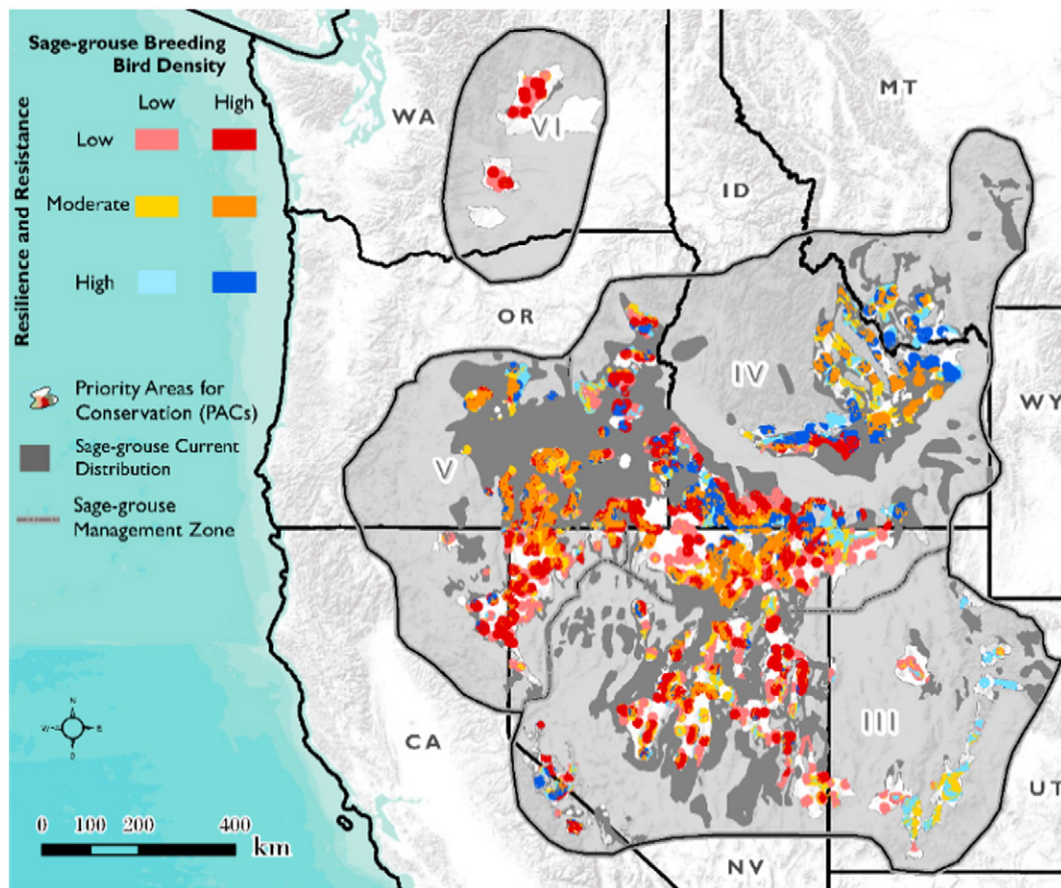 Sage-grouse Breeding
Bird Density
Low High
Resilience and Resistance
Low
Moderate
High
Priority Areas for
Conservation (PACs)
Sage-grouse Current
Distribution
Sage-grouse
Management Zone
WA
VI
MT
ID
OR
IV
WY
V
III
CA
UT
NV
N
W
0 100 200 400
km